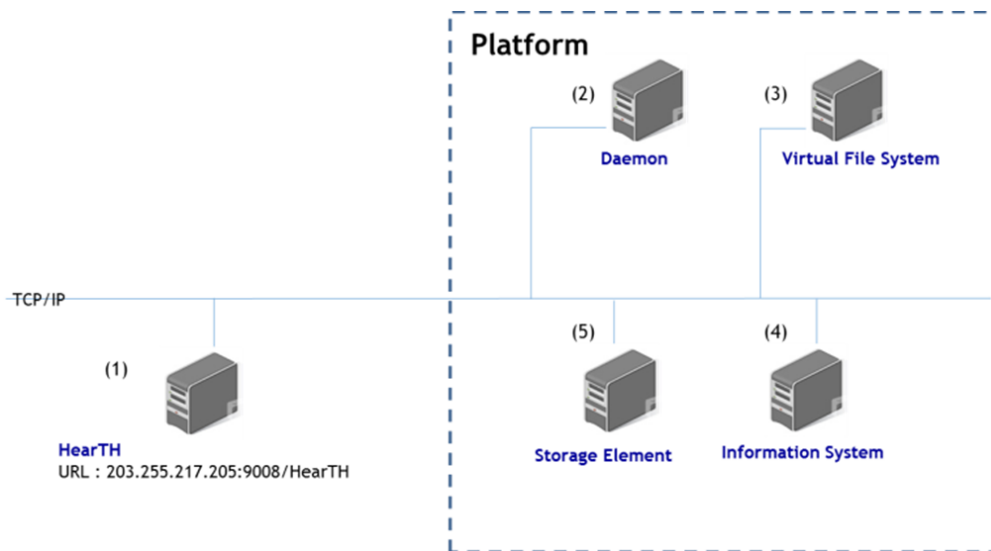 Platform
(2)
Daemon
(3)
Virtual File System
TCP/IP
(1)
HearTH
URL : 203.255.217.205:9008/HearTH
(5)
Storage Element
(4)
Information System